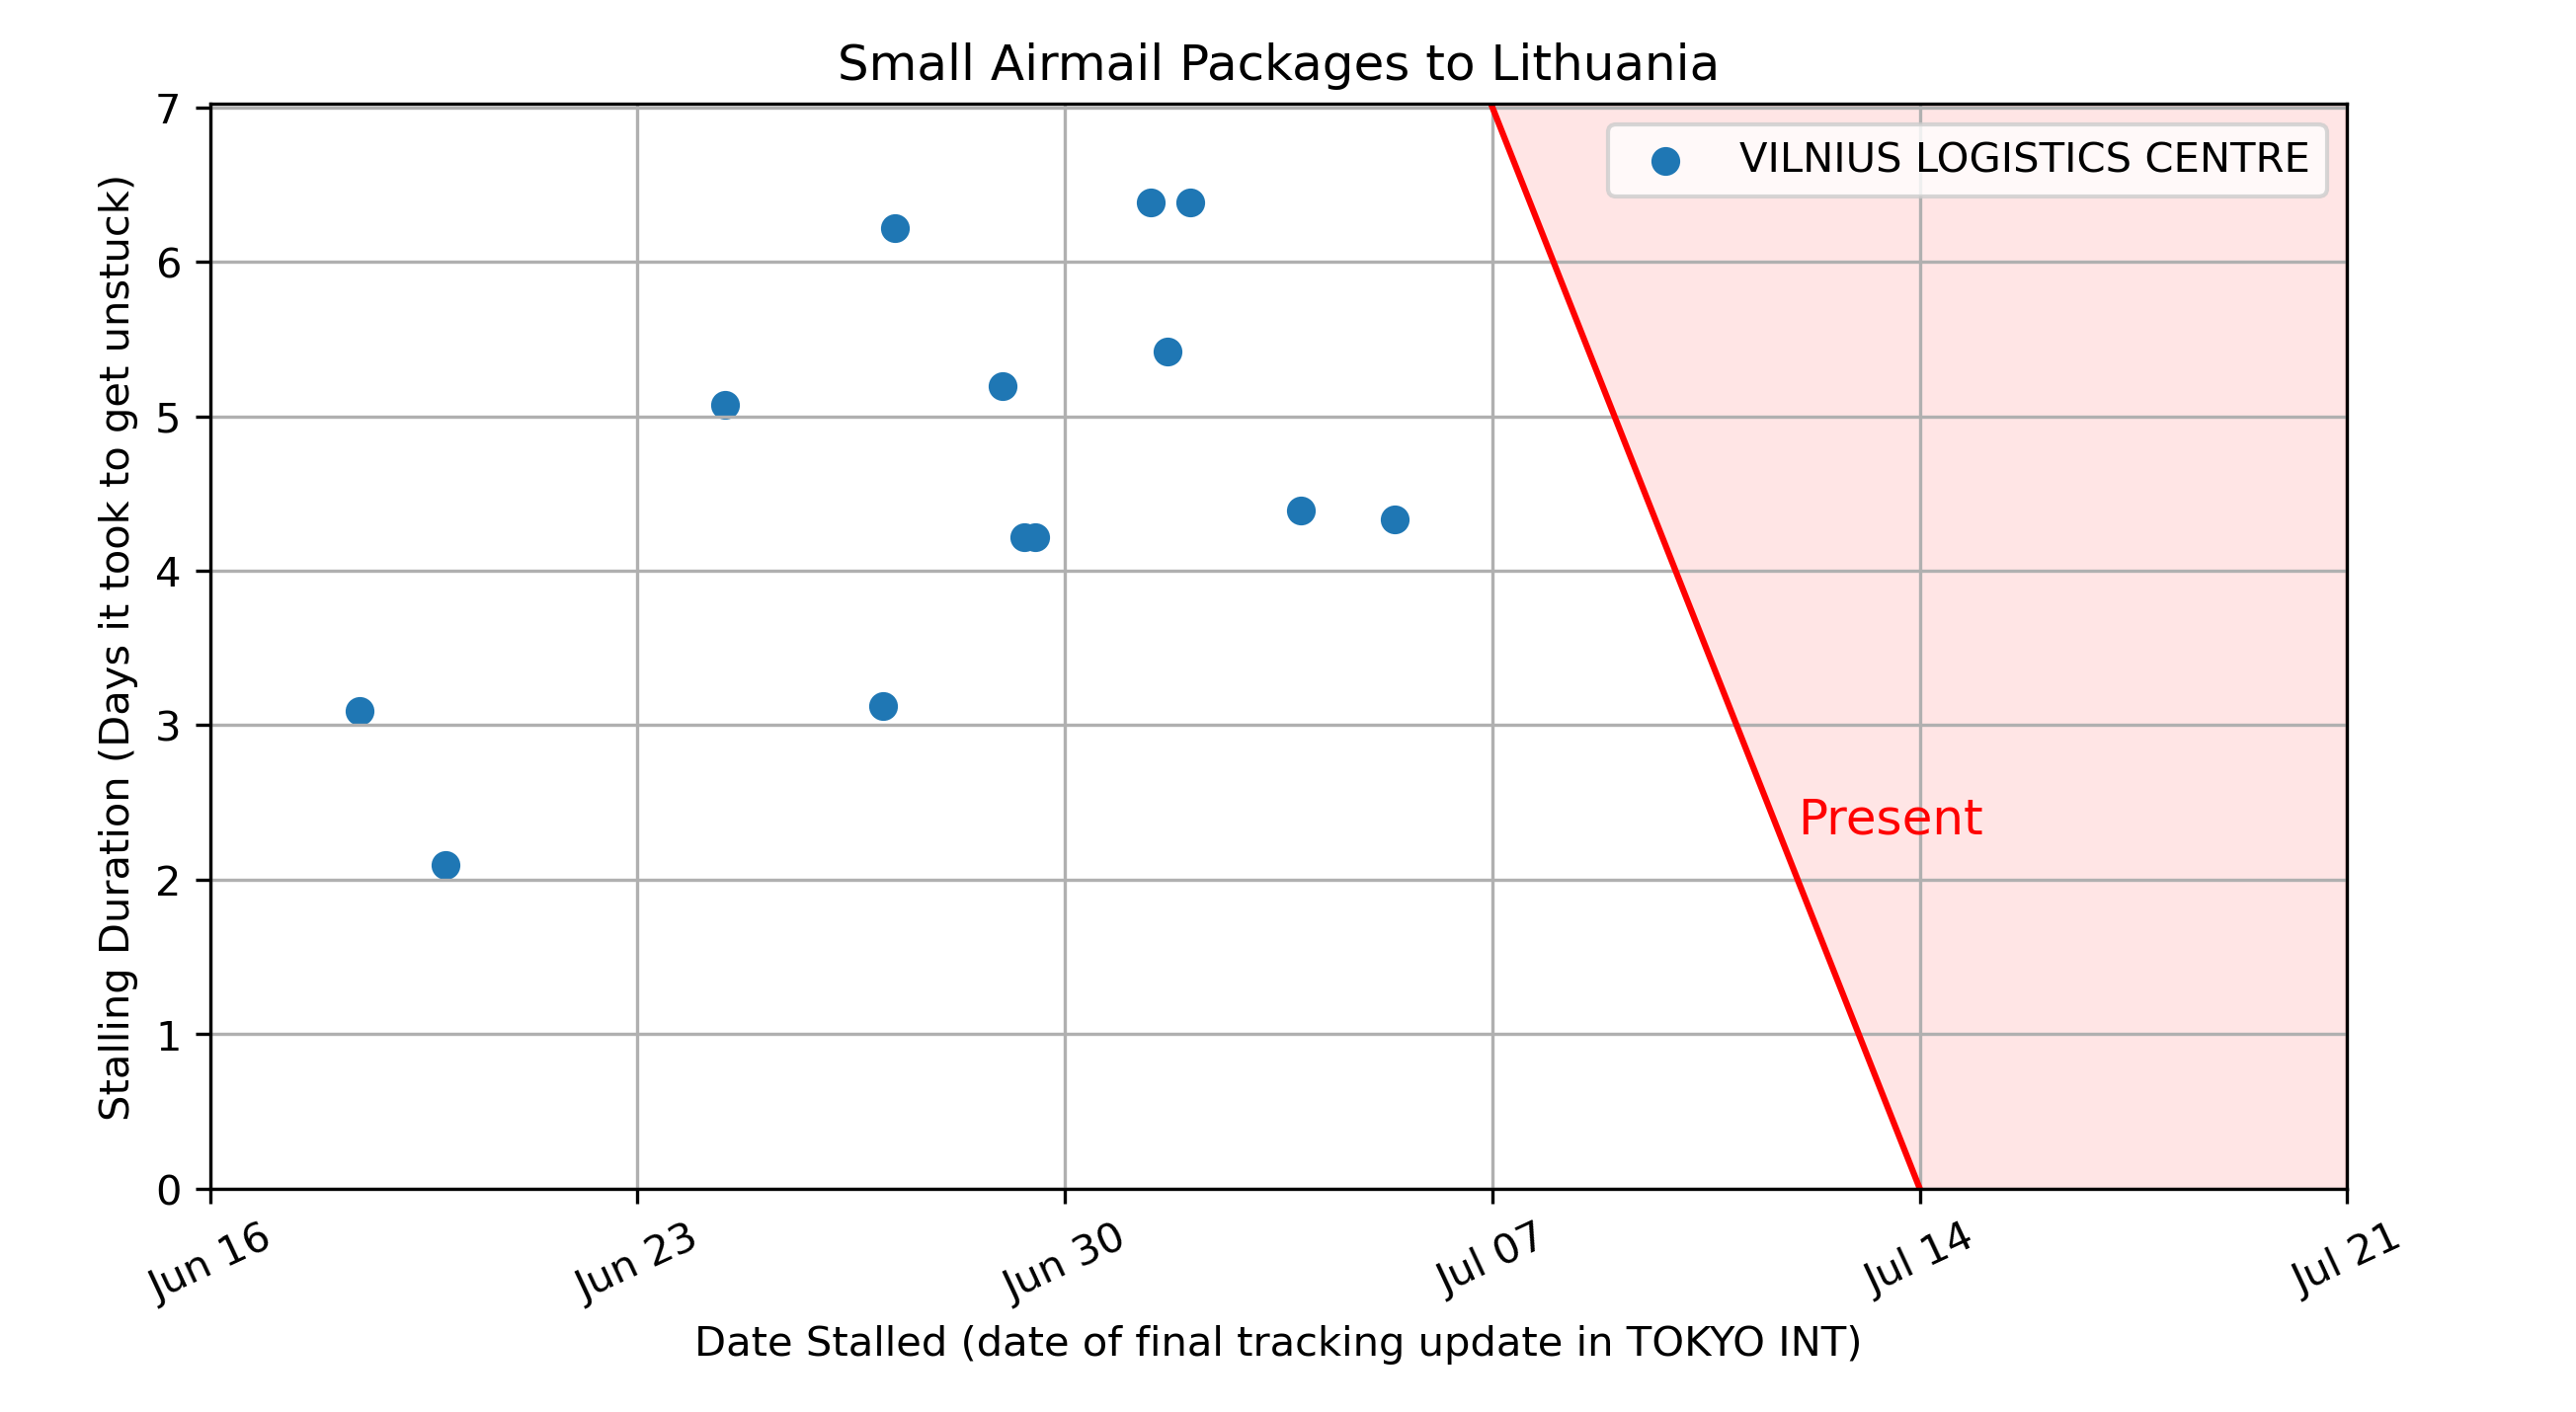 Small Airmail Packages to Lithuania
7
6
5
4
3
2
1
0
Stalling Duration (Days it took to get unstuck)
VILNIUS LOGISTICS CENTRE
Present
Jun 16
Jun 23
Jun 30
Jul 07
Jul 14
Jul 21
Date Stalled (date of final tracking update in TOKYO INT)